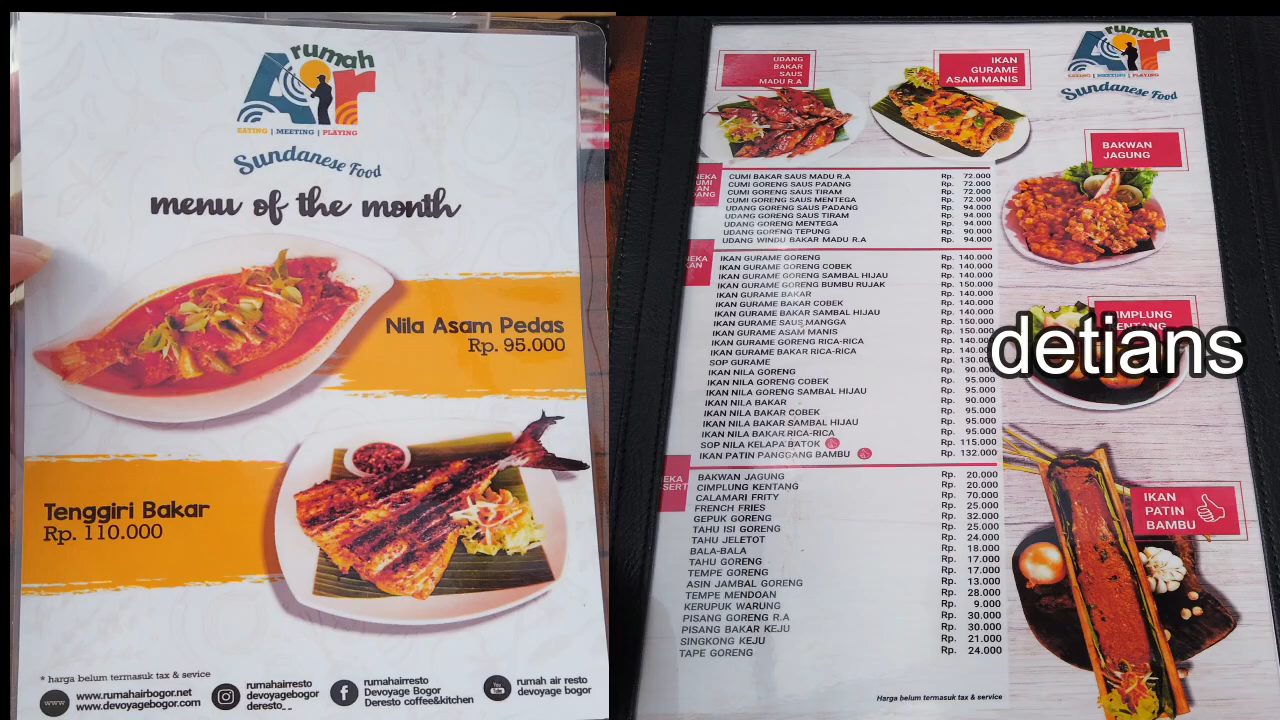 rumah
Air
EATING | MEETING | PLAYING
Sundanese Food
menu of the month
Nila Asam Pedas
Rp. 95.000
Tenggiri Bakar
Rp. 110.000
* harga belum termasuk tax & sevice
www
www.rumahairbogor.net
www.devoyagebogor.com
rumahairresto
devoyagebogor
deresto_ _
f
rumahairresto
Devoyage Bogor
Deresto coffee&kitchen
You Tube
rumah air resto
devoyage bogor
UDANG
BAKAR
SAUS
MADU R.A
IKAN
GURAME
ASAM MANIS
rumah
Air
EATING | MEETING | PLAYING
Sundanese Food
BAKWAN
JAGUNG
CUMI BAKAR SAUS MADU R.A Rp. 72.000
CUMI GORENG SAUS PADANG Rp. 72.000
CUMI GORENG SAUS TIRAM Rp. 72.000
CUMI GORENG SAUS MENTEGA Rp. 72.000
UDANG GORENG SAUS PADANG Rp. 94.000
UDANG GORENG SAUS TIRAM Rp. 94.000
UDANG GORENG MENTEGA Rp. 94.000
UDANG GORENG TEPUNG Rp. 90.000
UDANG WINDU BAKAR MADU R.A Rp. 94.000
IKAN GURAME GORENG Rp. 140.000
IKAN GURAME GORENG COBEK Rp. 140.000
IKAN GURAME GORENG SAMBAL HIJAU Rp. 140.000
IKAN GURAME GORENG BUMBU RUJAK Rp. 150.000
IKAN GURAME BAKAR Rp. 140.000
IKAN GURAME BAKAR COBEK Rp. 140.000
IKAN GURAME BAKAR SAMBAL HIJAU Rp. 140.000
IKAN GURAME SAUS MANGGA Rp. 150.000
IKAN GURAME ASAM MANIS Rp. 150.000
IKAN GURAME GORENG RICA-RICA Rp. 140.000
IKAN GURAME BAKAR RICA-RICA Rp. 140.000
SOP GURAME Rp. 130.000
IKAN NILA GORENG Rp. 90.000
IKAN NILA GORENG COBEK Rp. 95.000
IKAN NILA GORENG SAMBAL HIJAU Rp. 95.000
IKAN NILA BAKAR Rp. 90.000
IKAN NILA BAKAR COBEK Rp. 95.000
IKAN NILA BAKAR SAMBAL HIJAU Rp. 95.000
IKAN NILA BAKAR RICA-RICA Rp. 95.000
SOP NILA KELAPA BATOK Rp. 115.000
IKAN PATIN PANGGANG BAMBU Rp. 132.000
BAKWAN JAGUNG Rp. 20.000
CIMPLUNG KENTANG Rp. 20.000
CALAMARI FRITY Rp. 70.000
FRENCH FRIES Rp. 25.000
GEPUK GORENG Rp. 32.000
TAHU ISI GORENG Rp. 25.000
TAHU JELETOT Rp. 24.000
BALA-BALA Rp. 18.000
TAHU GORENG Rp. 17.000
TEMPE GORENG Rp. 17.000
ASIN JAMBAL GORENG Rp. 13.000
TEMPE MENDOAN Rp. 28.000
KERUPUK WARUNG Rp. 9.000
PISANG GORENG R.A Rp. 30.000
PISANG BAKAR KEJU Rp. 30.000
SINGKONG KEJU Rp. 21.000
TAPE GORENG Rp. 24.000
detians
IKAN
PATIN
BAMBU
Harga belum termasuk tax & service